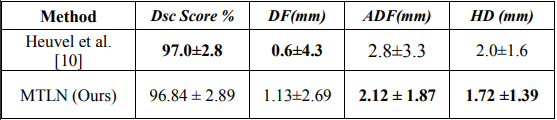 Method Dsc Score % DF(mm) ADF(mm) HD (mm)
Heuvel et al. [10] 97.0±2.8 0.6±4.3 2.8±3.3 2.0±1.6
MTLN (Ours) 96.84 ± 2.89 1.13±2.69 2.12 ± 1.87 1.72 ±1.39